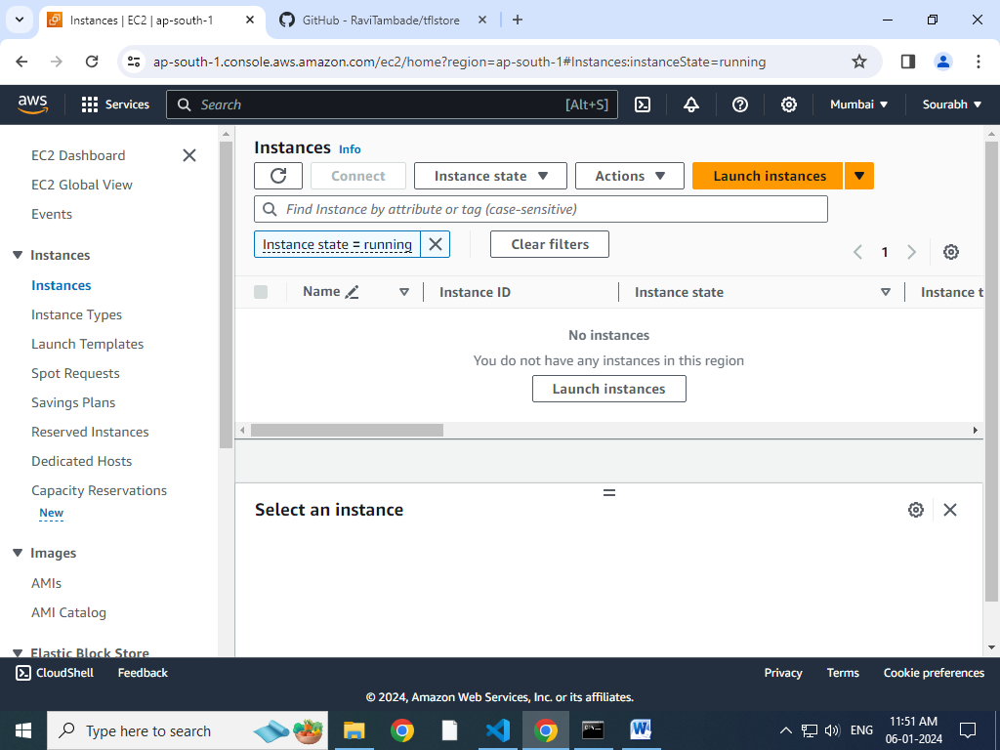 Instances | EC2 | ap-south-1
GitHub - RaviTambade/tflstore
ap-south-1.console.aws.amazon.com/ec2/home?region=ap-south-1#Instances:instanceState=running
aws
Services
Search
[Alt+S]
Mumbai
Sourabh
EC2 Dashboard
EC2 Global View
Events
Instances
Instances
Instance Types
Launch Templates
Spot Requests
Savings Plans
Reserved Instances
Dedicated Hosts
Capacity Reservations
New
Images
AMIs
AMI Catalog
Elastic Block Store
Instances Info
Connect
Instance state
Actions
Launch instances
Find Instance by attribute or tag (case-sensitive)
Instance state = running
Clear filters
1
Name
Instance ID
Instance state
Instance t
No instances
You do not have any instances in this region
Launch instances
Select an instance
CloudShell
Feedback
Privacy
Terms
Cookie preferences
© 2024, Amazon Web Services, Inc. or its affiliates.
Type here to search
ENG
11:51 AM
06-01-2024